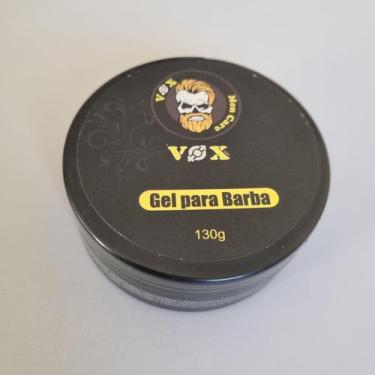 VOX
Men Care
VOX
Gel para Barba
130g